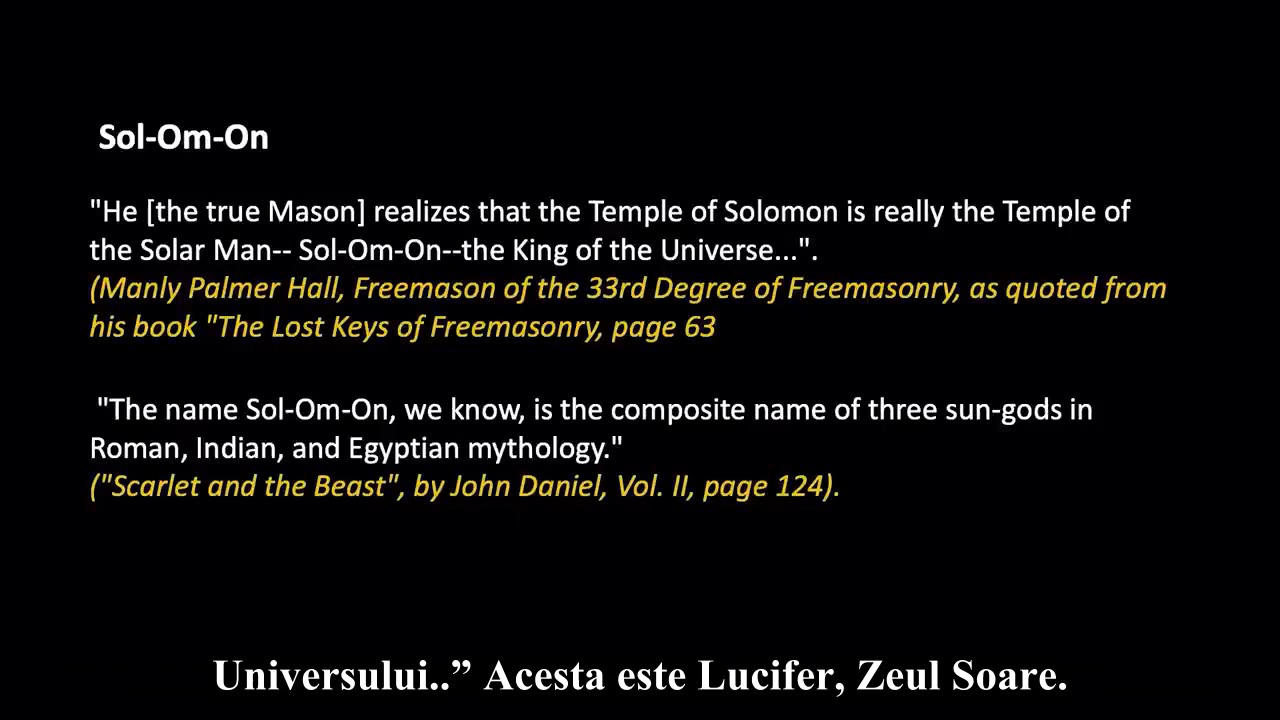 Sol-Om-On
"He [the true Mason] realizes that the Temple of Solomon is really the Temple of
the Solar Man-- Sol-Om-On--the King of the Universe...".
(Manly Palmer Hall, Freemason of the 33rd Degree of Freemasonry, as quoted from
his book "The Lost Keys of Freemasonry, page 63
"The name Sol-Om-On, we know, is the composite name of three sun-gods in
Roman, Indian, and Egyptian mythology."
("Scarlet and the Beast", by John Daniel, Vol. II, page 124).
Universului..” Acesta este Lucifer, Zeul Soare.